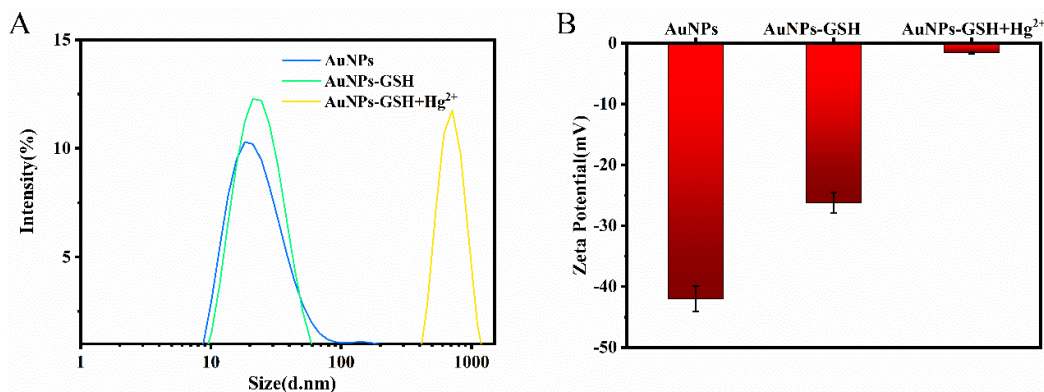 A
15
10
5
Intensity(%)
AuNPs
AuNPs-GSH
AuNPs-GSH+Hg²⁺
1
10
100
1000
Size(d.nm)
B
AuNPs
AuNPs-GSH
AuNPs-GSH+Hg²⁺
0
-10
-20
-30
-40
-50
Zeta Potential(mV)